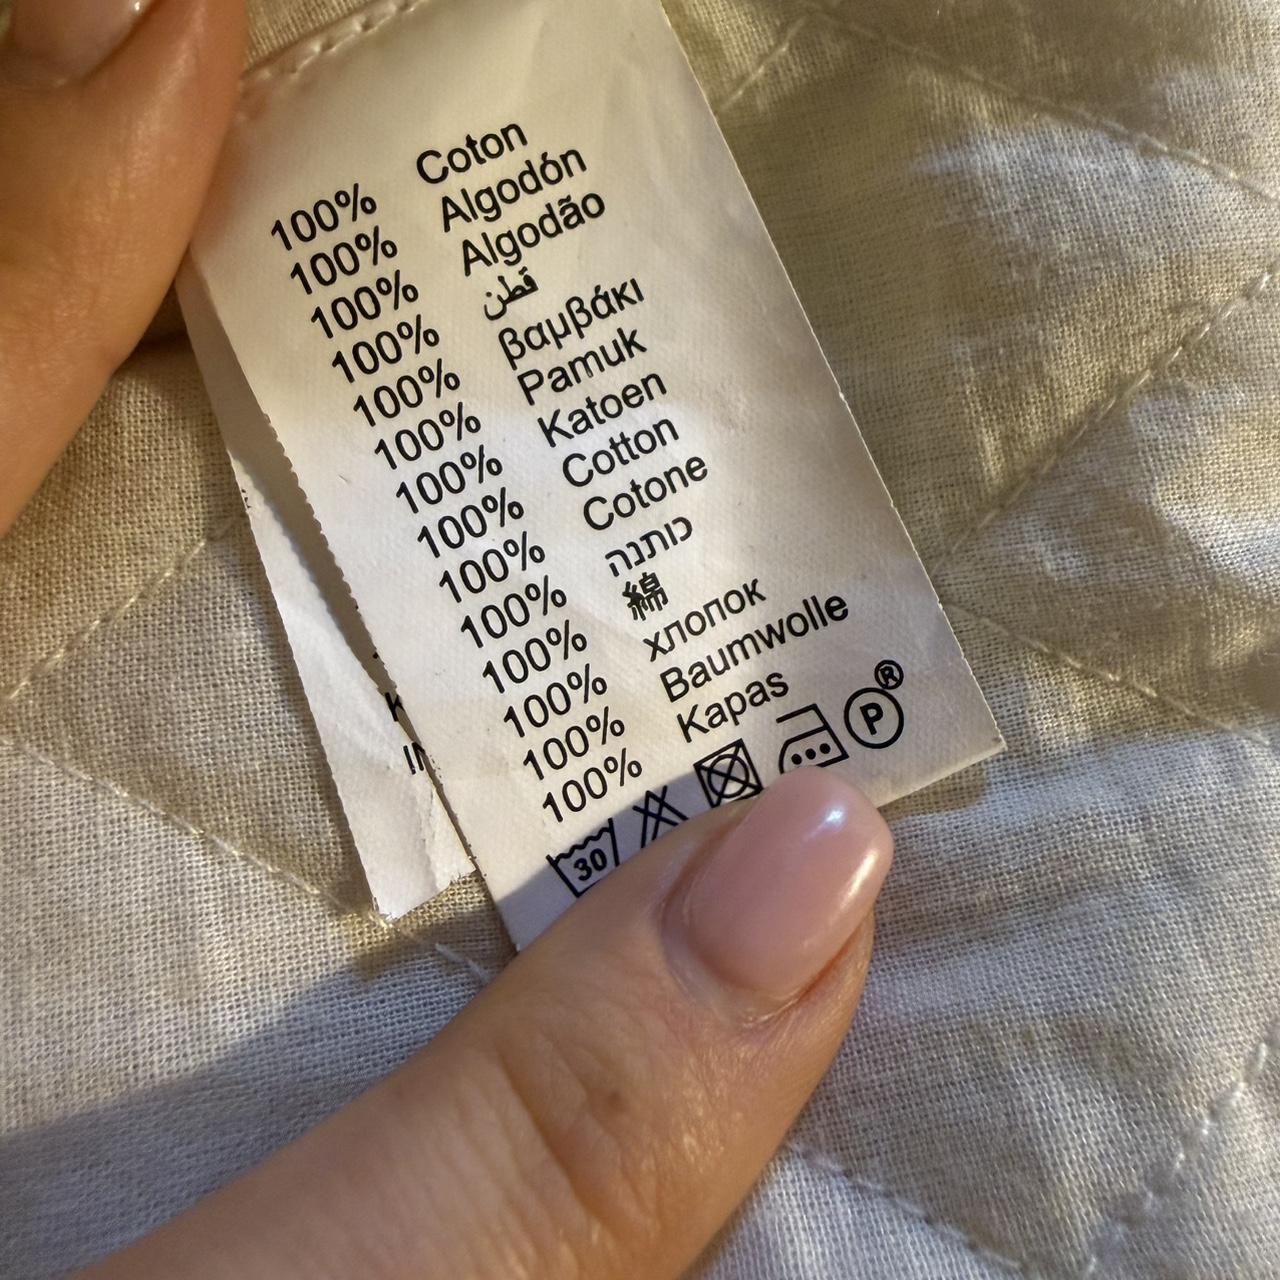 100% Coton
100% Algodón
100% Algodão
100% قطن
100% βαμβάκι
100% Pamuk
100% Katoen
100% Cotton
100% Cotone
100% כותנה
100% 綿
100% хлопок
100% Baumwolle
100% Kapas
30 P ®